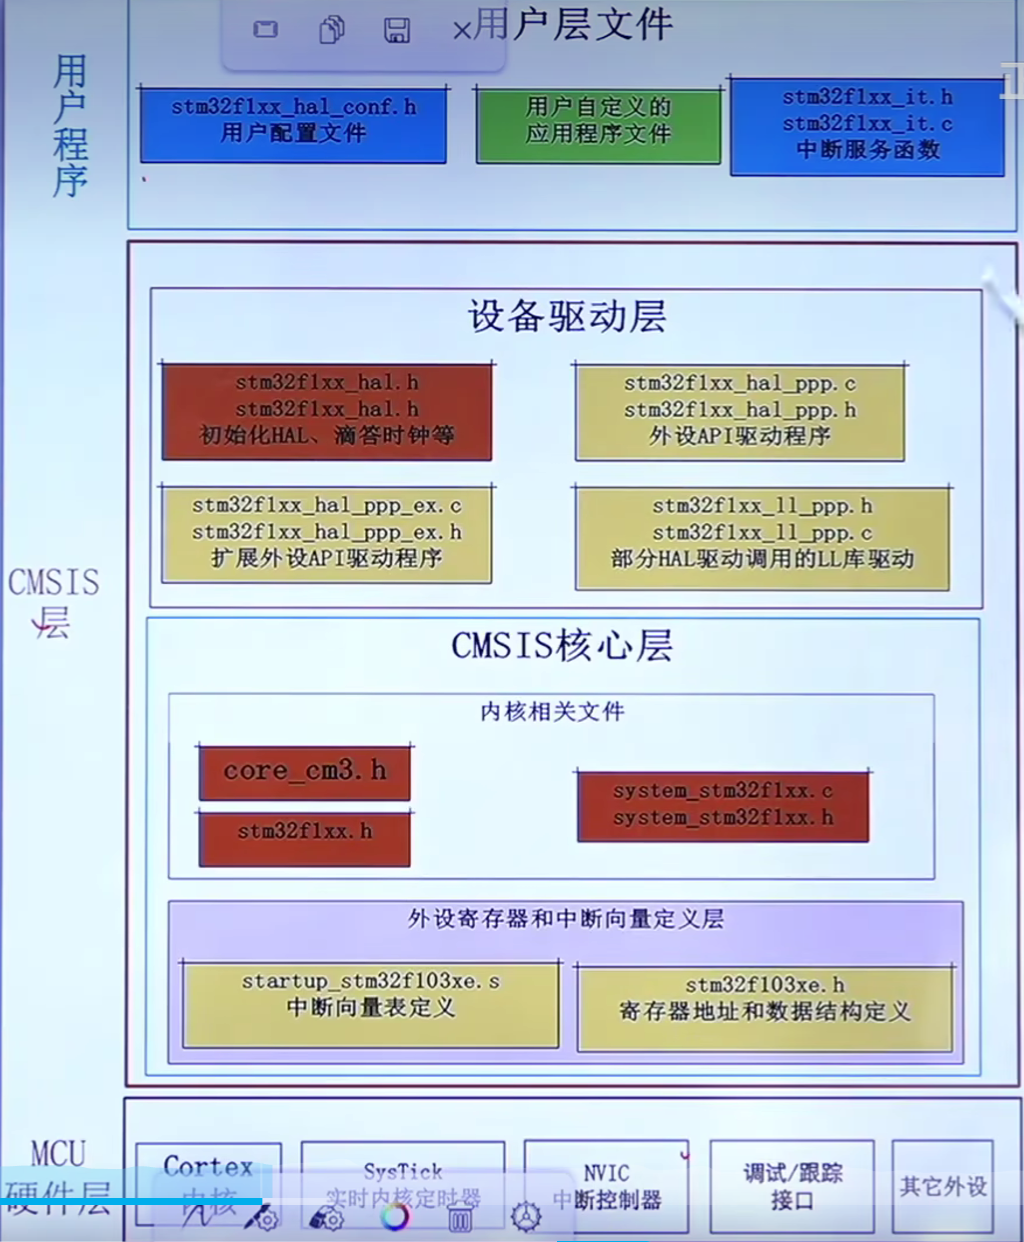 用户层文件
用户程序
stm32f1xx_hal_conf.h
用户配置文件
用户自定义的
应用程序文件
stm32f1xx_it.h
stm32f1xx_it.c
中断服务函数
设备驱动层
stm32f1xx_hal.h
stm32f1xx_hal.h
初始化HAL、滴答时钟等
stm32f1xx_hal_ppp.c
stm32f1xx_hal_ppp.h
外设API驱动程序
stm32f1xx_hal_ppp_ex.c
stm32f1xx_hal_ppp_ex.h
扩展外设API驱动程序
stm32f1xx_ll_ppp.h
stm32f1xx_ll_ppp.c
部分HAL驱动调用的LL库驱动
CMSIS
层
CMSIS核心层
内核相关文件
core_cm3.h
stm32f1xx.h
system_stm32f1xx.c
system_stm32f1xx.h
外设寄存器和中断向量定义层
startup_stm32f103xe.s
中断向量表定义
stm32f103xe.h
寄存器地址和数据结构定义
MCU
硬件层
Cortex
内核
SysTick
实时内核定时器
NVIC
中断控制器
调试/跟踪
接口
其它外设